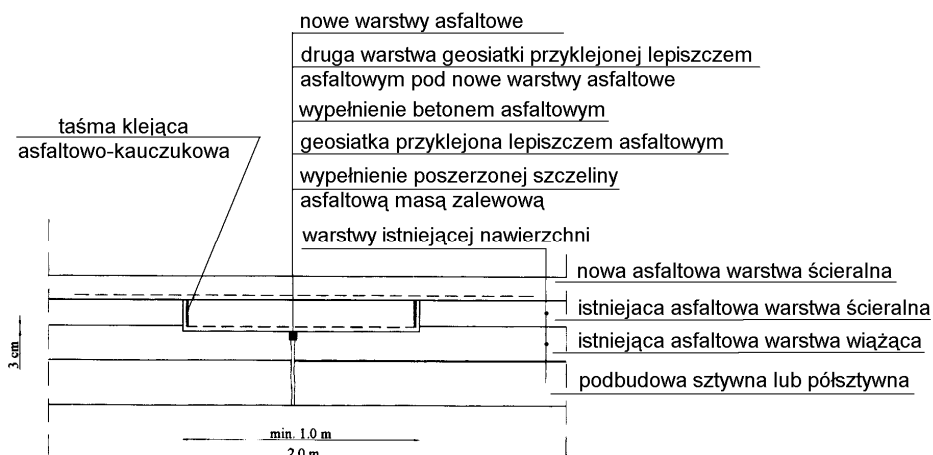 nowe warstwy asfaltowe
druga warstwa geosiatki przyklejonej lepiszczem
asfaltowym pod nowe warstwy asfaltowe
wypełnienie betonem asfaltowym
taśma klejąca
asfaltowo-kauczukowa
geosiatka przyklejona lepiszczem asfaltowym
wypełnienie poszerzonej szczeliny
asfaltową masą zalewową
warstwy istniejącej nawierzchni
nowa asfaltowa warstwa ścieralna
istniejaca asfaltowa warstwa ścieralna
istniejąca asfaltowa warstwa wiążąca
3 cm
podbudowa sztywna lub półsztywna
min. 1.0 m
2.0 m